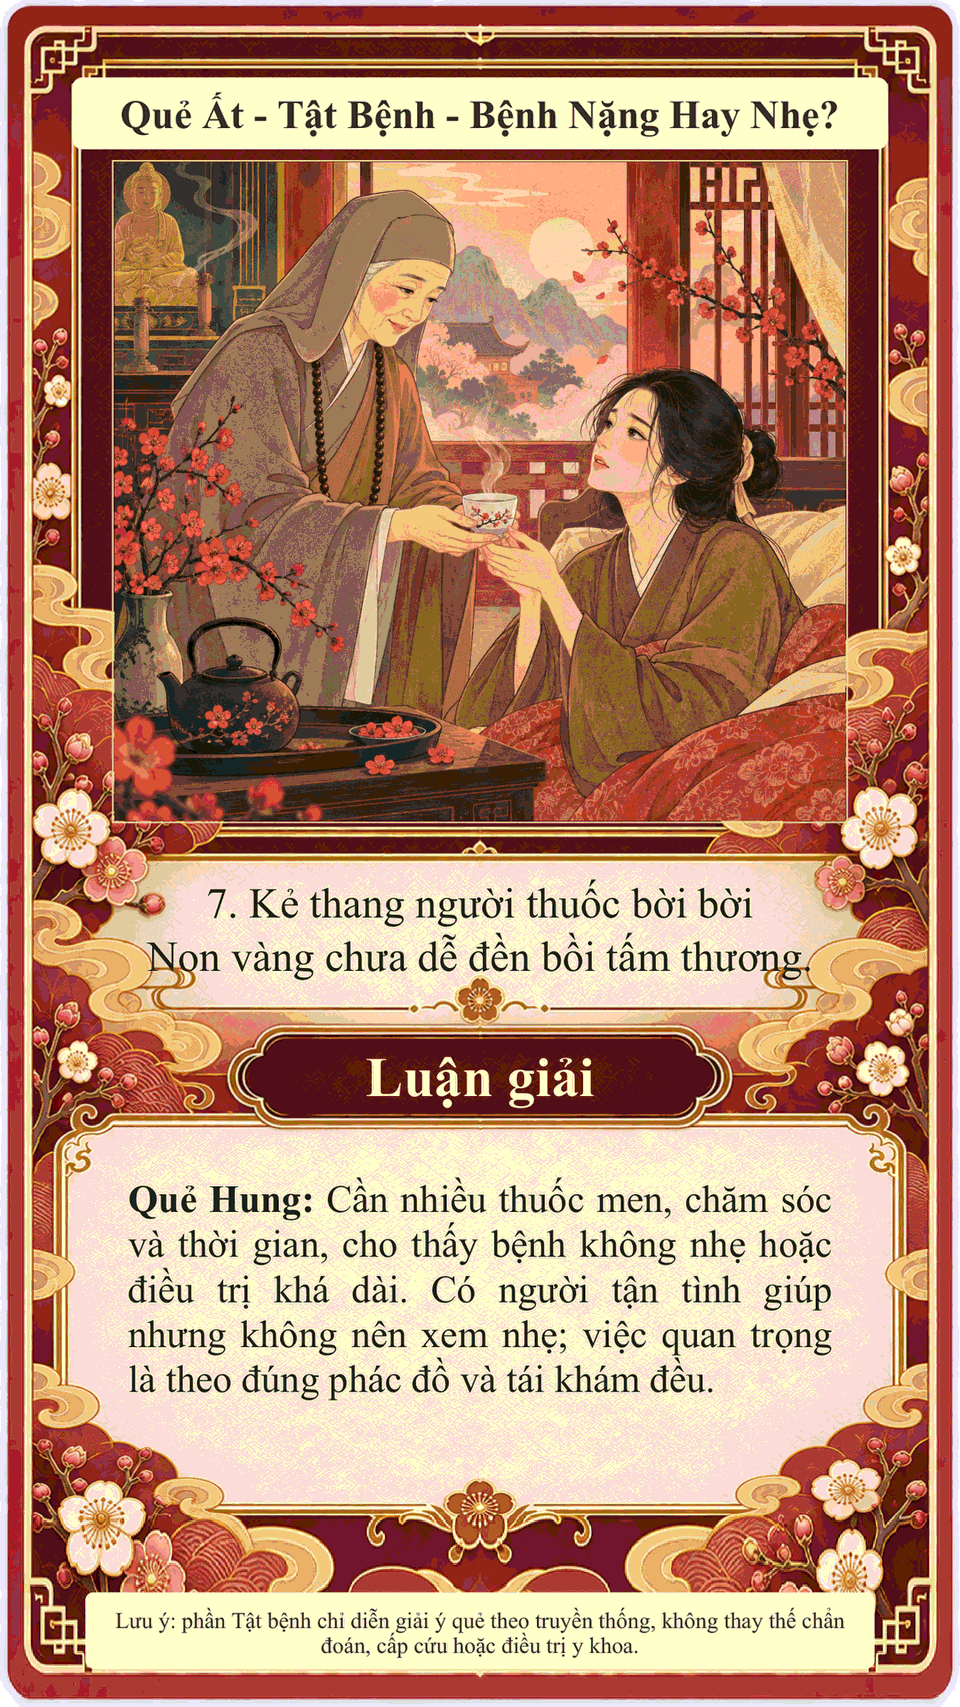 Quẻ Ất - Tật Bệnh - Bệnh Nặng Hay Nhẹ?
7. Kẻ thang người thuốc bời bời
Non vàng chưa dễ đền bồi tấm thương.
Luận giải
Quẻ Hung: Cần nhiều thuốc men, chăm sóc
và thời gian, cho thấy bệnh không nhẹ hoặc
điều trị khá dài. Có người tận tình giúp
nhưng không nên xem nhẹ; việc quan trọng
là theo đúng phác đồ và tái khám đều.
Lưu ý: phần Tật bệnh chỉ diễn giải ý quẻ theo truyền thống, không thay thế chẩn
đoán, cấp cứu hoặc điều trị y khoa.